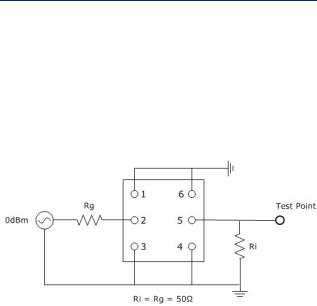 1 6
Rg Test Point
0dBm 2 5
Ri
3 4
Ri = Rg = 50Ω